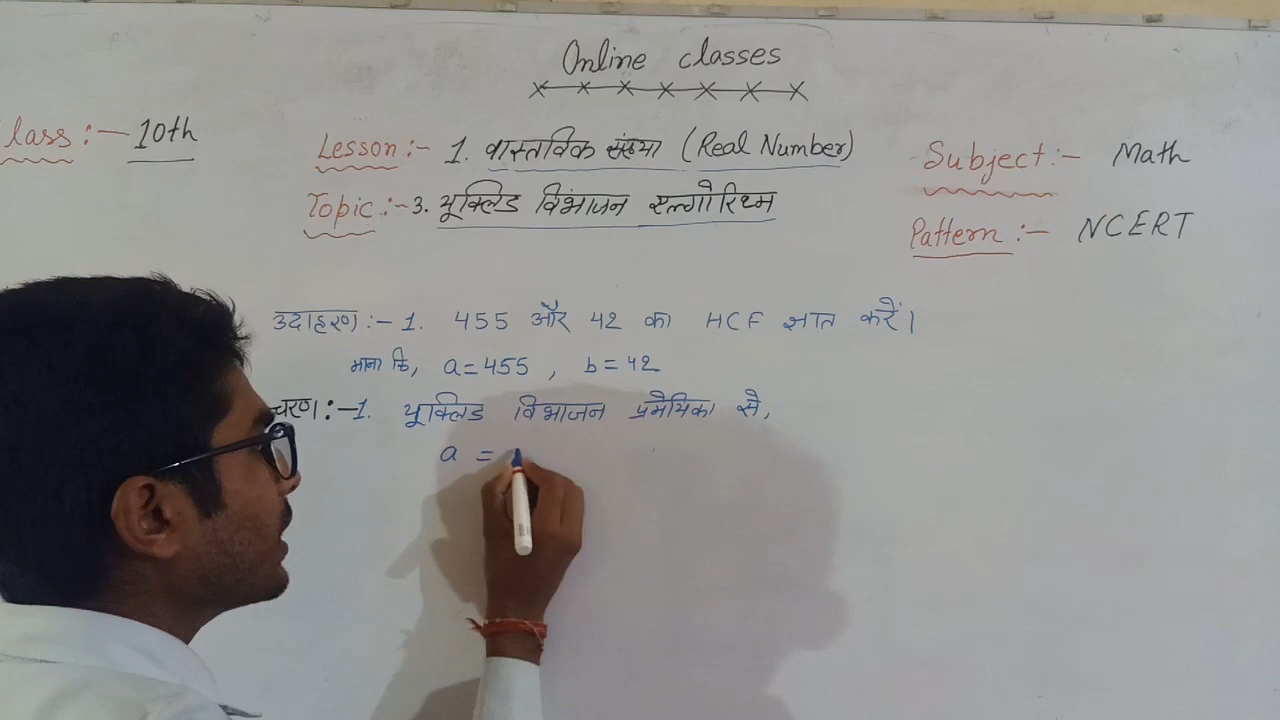 Online classes
lass :- 10th
Lesson :- 1. वास्तविक संख्या (Real Number)
Subject :- Math
Topic :- 3. यूक्लिड विभाजन एल्गोरिथ्म
Pattern :- NCERT
उदाहरण :- 1. 455 और 42 का HCF ज्ञात करें।
माना कि, a=455 , b=42
चरण :-1. यूक्लिड विभाजन प्रमेयिका से,
a =